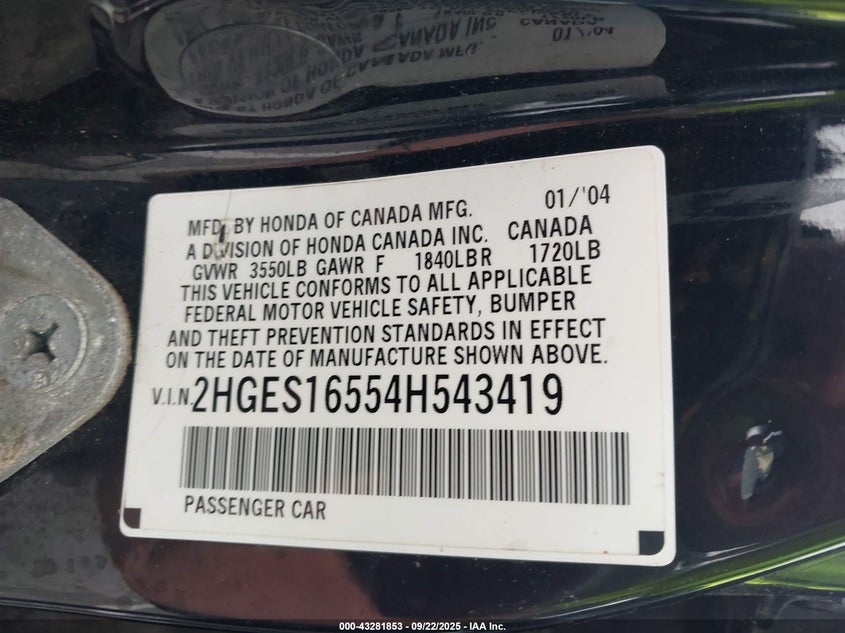 MFD. BY HONDA OF CANADA MFG. 01/'04
A DIVISION OF HONDA CANADA INC. CANADA
GVWR 3550LB GAWR F 1840LBR 1720LB
THIS VEHICLE CONFORMS TO ALL APPLICABLE
FEDERAL MOTOR VEHICLE SAFETY, BUMPER
AND THEFT PREVENTION STANDARDS IN EFFECT
ON THE DATE OF MANUFACTURE SHOWN ABOVE.
V.I.N. 2HGES16554H543419
PASSENGER CAR
000-43281853 - 09/22/2025 - IAA Inc.